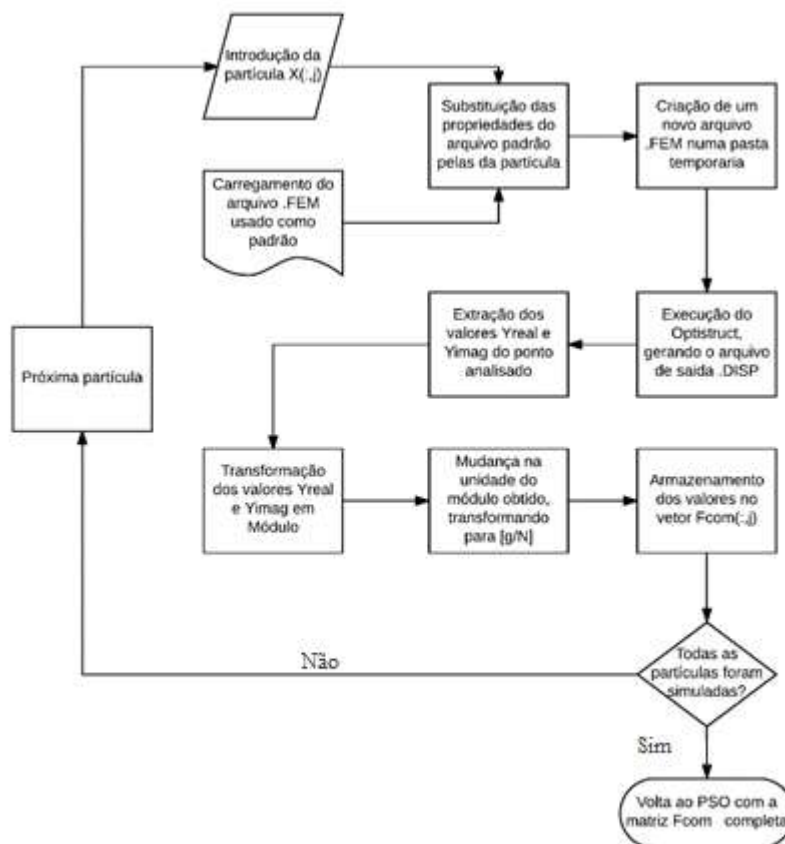 Introdução da
partícula X(:,j)
Substituição das
propriedades do
arquivo padrão
pelas da partícula
Criação de um
novo arquivo
.FEM numa pasta
temporaria
Carregamento do
arquivo .FEM
usado como
padrão
Extração dos
valores Yreal e
Yimag do ponto
analisado
Execução do
Optistruct,
gerando o arquivo
de saida .DISP
Próxima partícula
Transformação
dos valores Yreal
e Yimag em
Módulo
Mudança na
unidade do
módulo obtido,
transformando
para [g/N]
Armazenamento
dos valores no
vetor Fcom(:,j)
Não
Todas as
partículas foram
simuladas?
Sim
Volta ao PSO com a
matriz Fcom completa